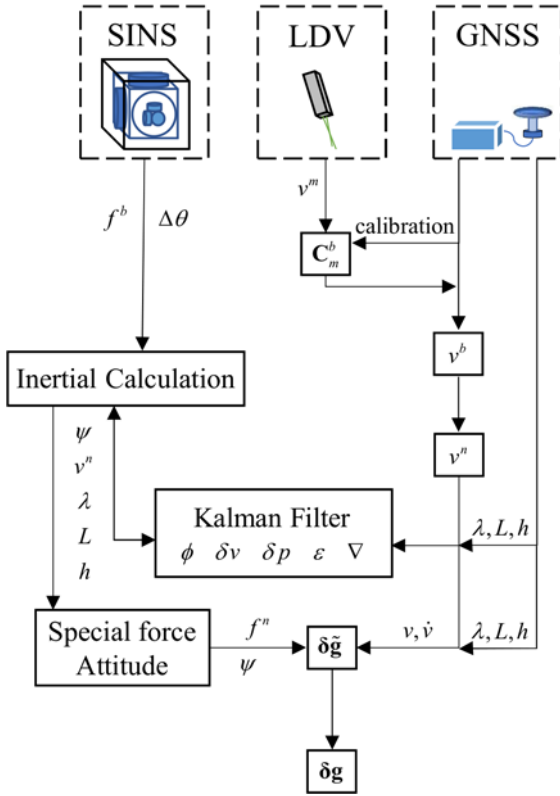 SINS
LDV
GNSS
f^b
Δθ
v^m
calibration
C_m^b
v^b
Inertial Calculation
v^n
ψ
v^n
λ
L
h
Kalman Filter
ϕ δv δp ε ∇
λ, L, h
Special force
Attitude
f^n
ψ
δg̃
v, v̇
λ, L, h
δg